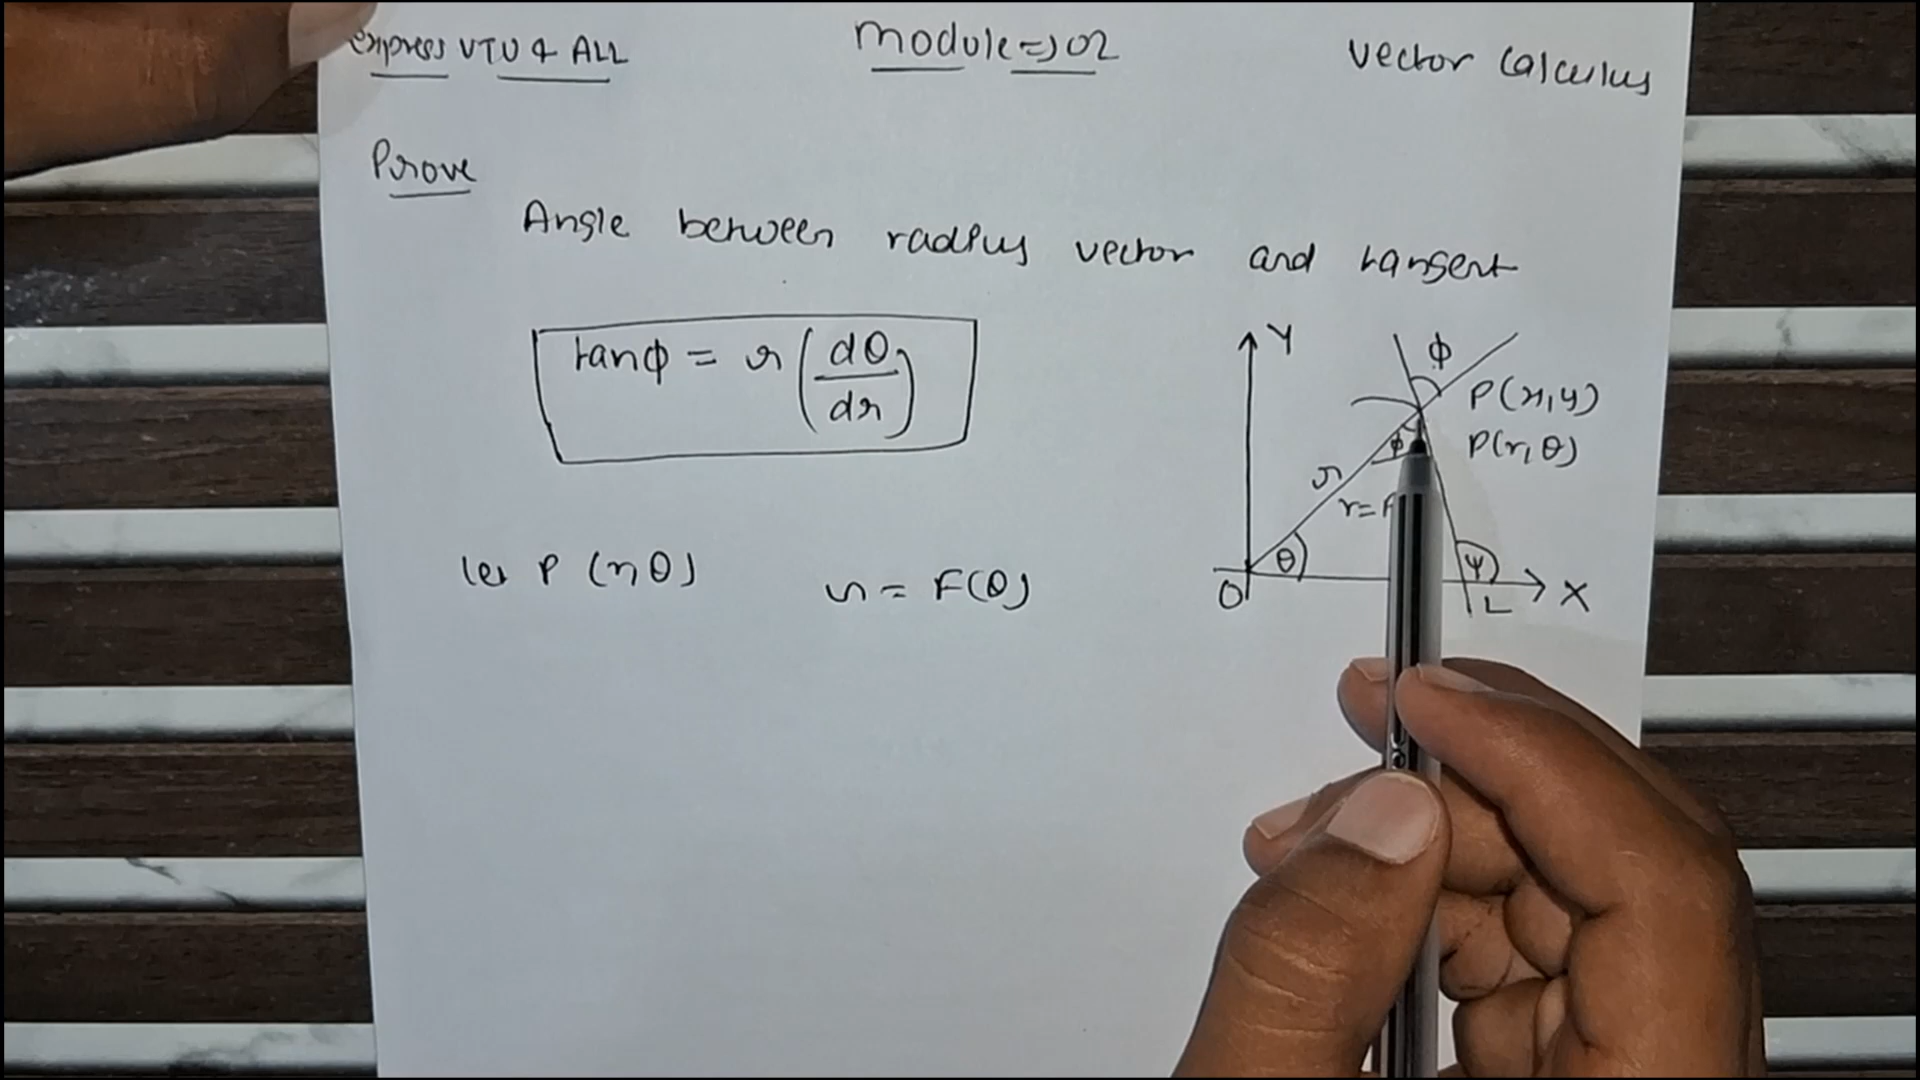 express VTU & ALL
module => 02
Vector Calculus
Prove
Angle between radius vector and tangent
tanφ = r (dθ/dr)
Y
φ
P(x,y)
P(r,θ)
φ
r
r=f
θ
ψ
O
L
X
let P (r,θ) r = F(θ)